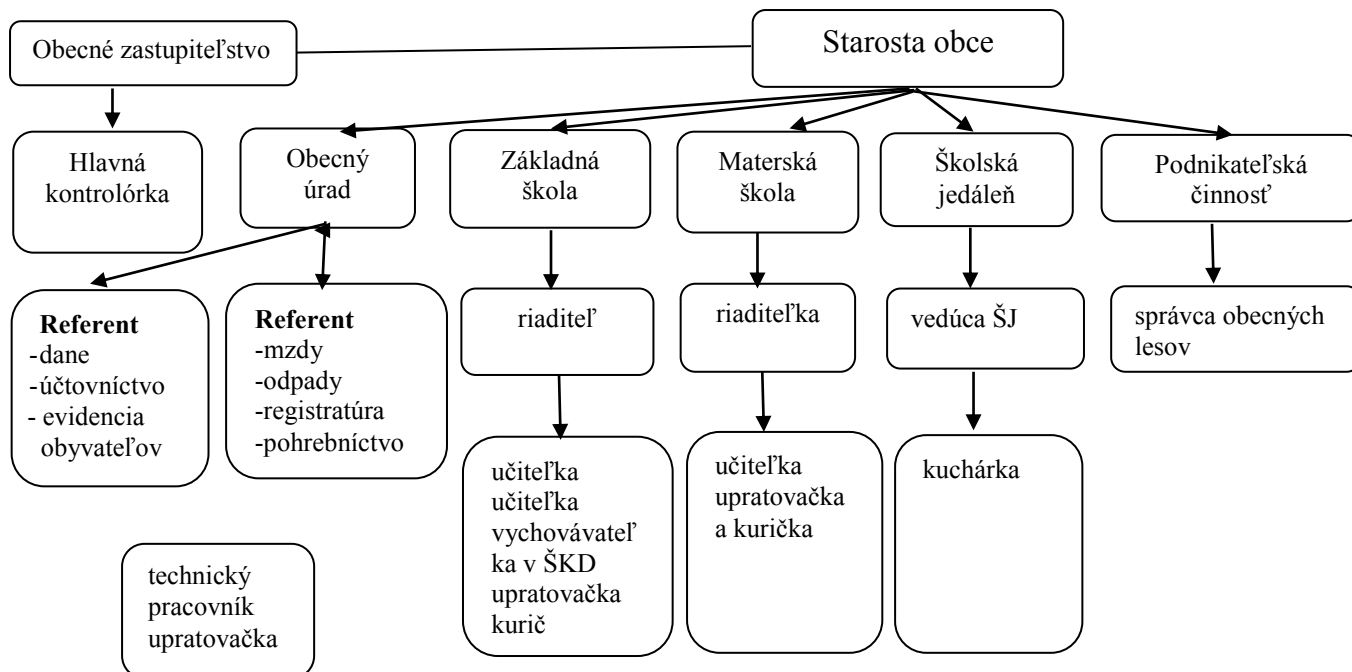 Obecné zastupiteľstvo
Starosta obce
Hlavná
kontrolórka
Obecný
úrad
Základná
škola
Materská
škola
Školská
jedáleň
Podnikateľská
činnosť
Referent
-dane
-účtovníctvo
- evidencia
obyvateľov
Referent
-mzdy
-odpady
-registratúra
-pohrebníctvo
riaditeľ
riaditeľka
vedúca ŠJ
správca obecných
lesov
učiteľka
učiteľka
vychovávateľ
ka v ŠKD
upratovačka
kurič
učiteľka
upratovačka
a kurička
kuchárka
technický
pracovník
upratovačka